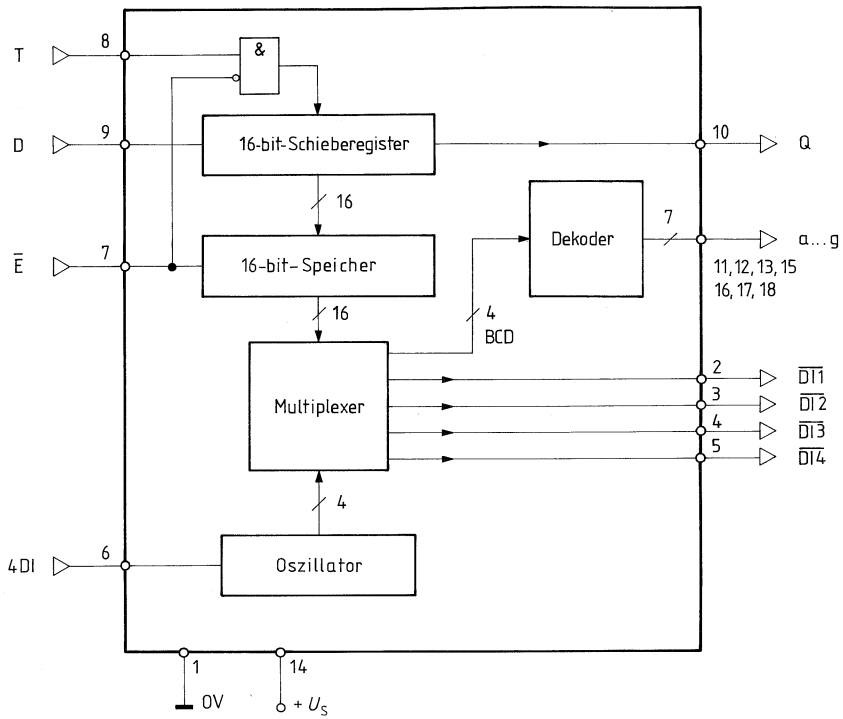 8
T
&
9
D
16-bit-Schieberegister
10
Q
16
7
E̅
16-bit-Speicher
Dekoder
7
a...g
11, 12, 13, 15
16, 17, 18
16
4
BCD
Multiplexer
2
D̅I̅1̅
3
D̅I̅2̅
4
D̅I̅3̅
5
D̅I̅4̅
4
6
4DI
Oszillator
1
14
0V
+ U_S